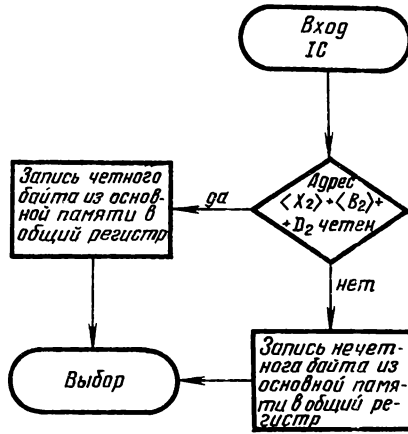 Вход
IC
Адрес
⟨X₂⟩+⟨B₂⟩+
+D₂ четен
да
Запись четного
байта из основ-
ной памяти в
общий регистр
нет
Запись нечет-
ного байта из
основной памя-
ти в общий ре-
гистр
Выбор